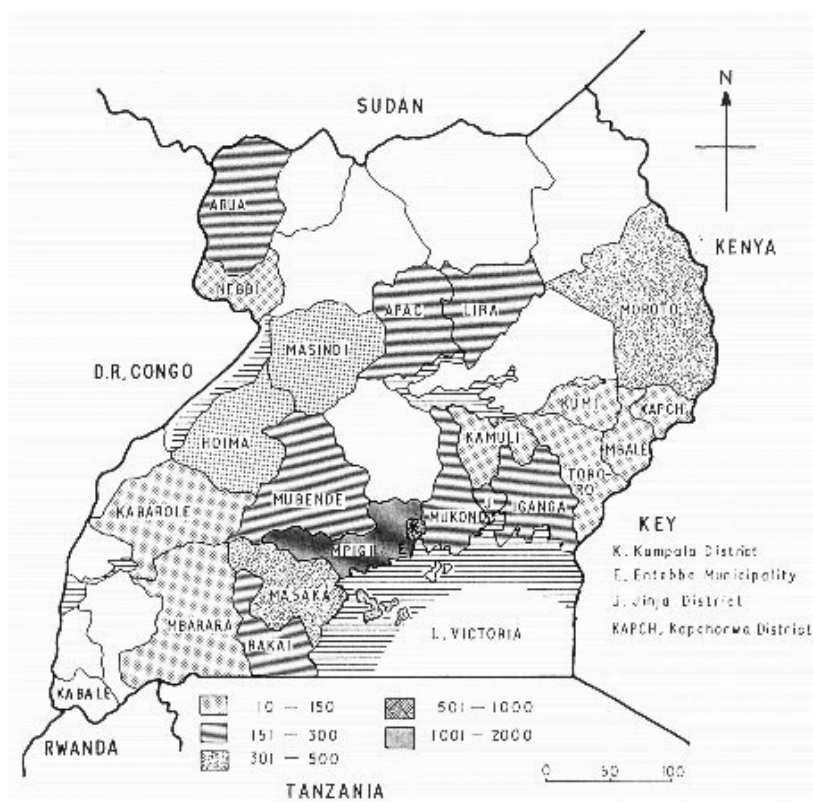 N
SUDAN
ARUA
KENYA
NEBBI
APAC
LIRA
MOROTO
MASINDI
D.R. CONGO
KUMI
KAPCH
HOIMA
KAMULI
MBALE
TORO-
RO
MUBENDE
IGANGA
KABAROLE
MUKONO
J
K
MPIGI
E
KEY
K. Kampala District
E. Entebbe Municipality
J. Jinja District
KAPCH, Kapchorwa District
MASAKA
MBARARA
L. VICTORIA
RAKAI
KABALE
10 — 150
501 — 1000
151 — 300
1001 — 2000
301 — 500
RWANDA
0 50 100
TANZANIA